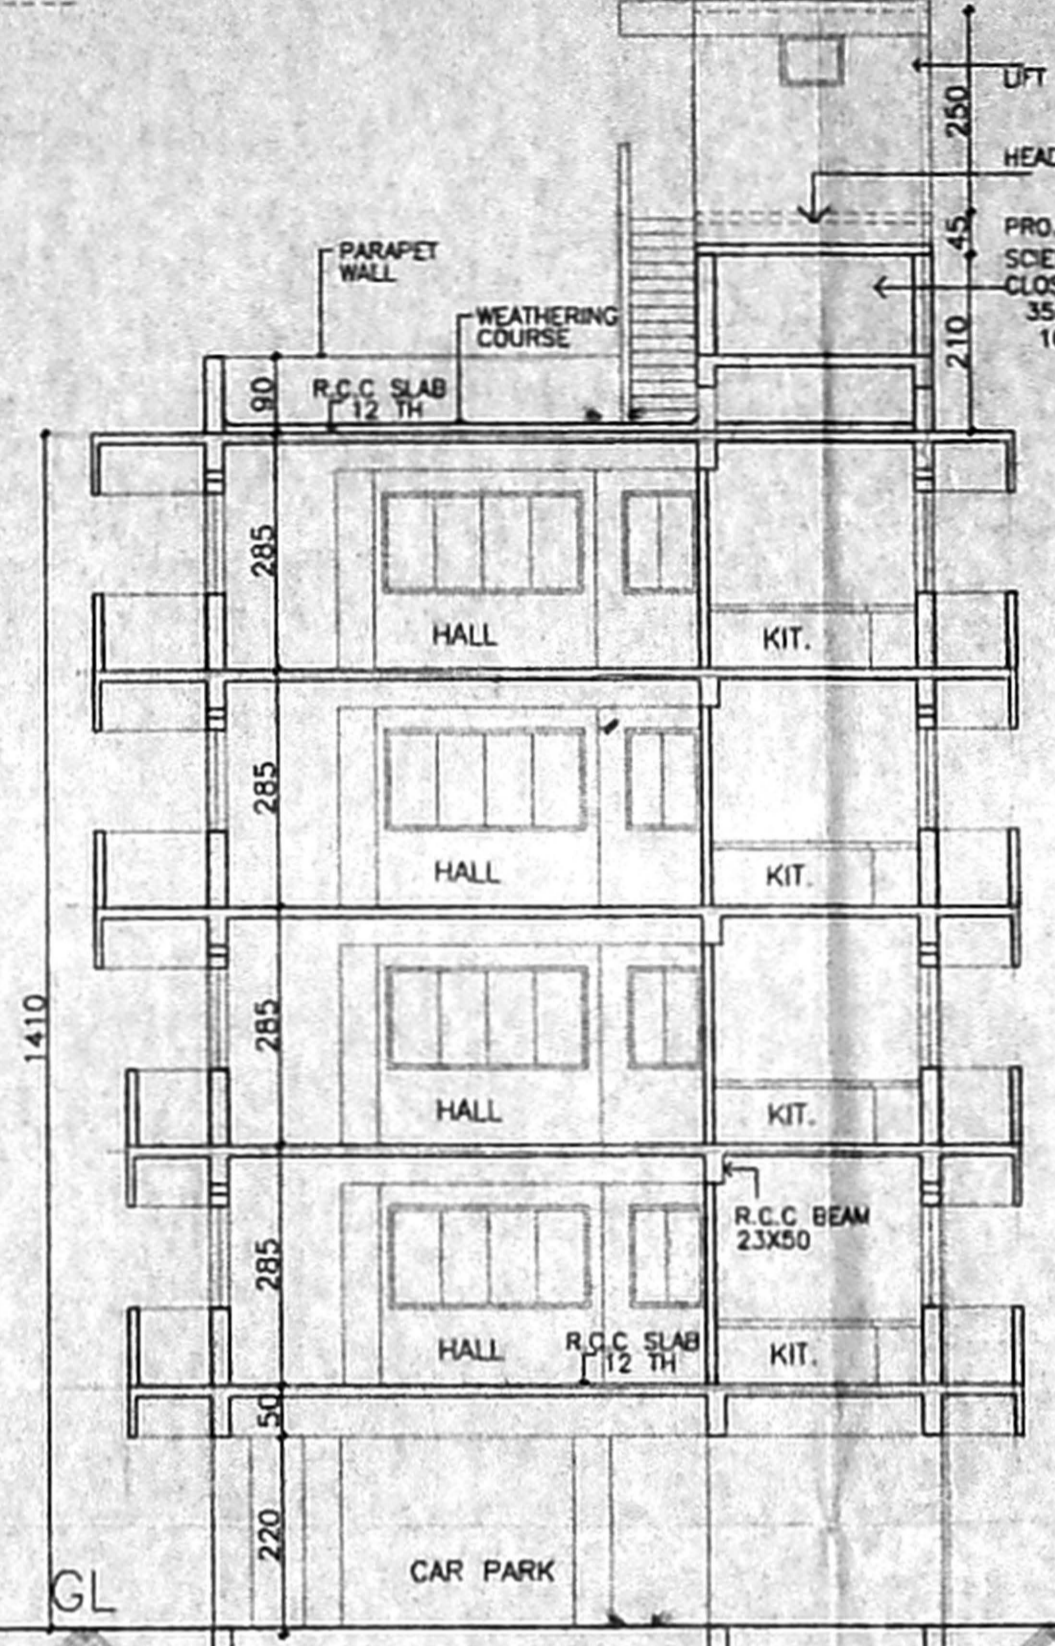 LIFT
250
HEAD
45
PRO.
PARAPET
WALL
CLOS
WEATHERING
COURSE
210
R.C.C SLAB
12 TH
90
285
HALL
KIT.
285
HALL
KIT.
1410
285
HALL
KIT.
R.C.C BEAM
23X50
285
HALL
R.C.C SLAB
12 TH
KIT.
50
220
CAR PARK
GL